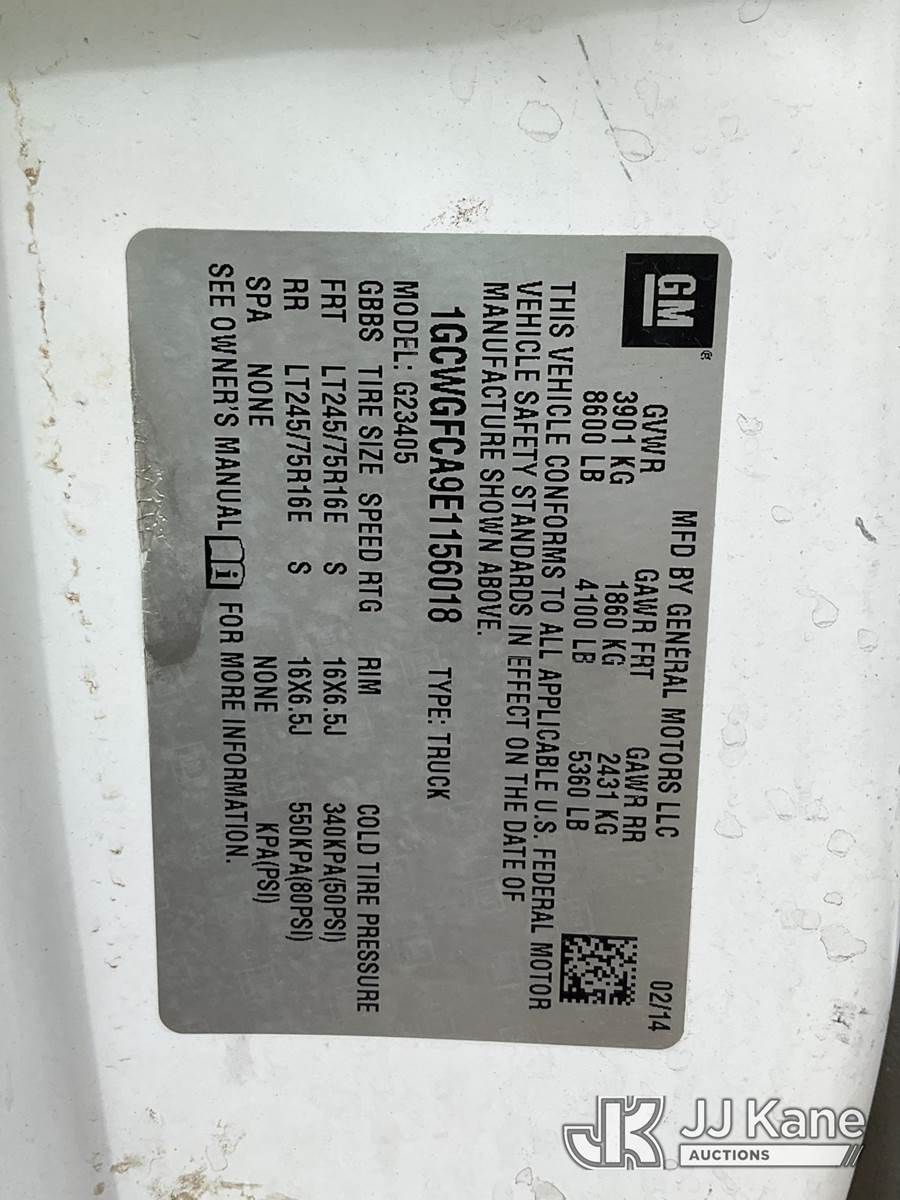 GM ®
MFD BY GENERAL MOTORS LLC 02/14
GVWR GAWR FRT GAWR RR
3901 KG 1860 KG 2431 KG
8600 LB 4100 LB 5360 LB
THIS VEHICLE CONFORMS TO ALL APPLICABLE U.S. FEDERAL MOTOR
VEHICLE SAFETY STANDARDS IN EFFECT ON THE DATE OF
MANUFACTURE SHOWN ABOVE.
1GCWGFCA9E1156018 TYPE: TRUCK
MODEL: G23405
GBBS TIRE SIZE SPEED RTG RIM COLD TIRE PRESSURE
FRT LT245/75R16E S 16X6.5J 340KPA(50PSI)
RR LT245/75R16E S 16X6.5J 550KPA(80PSI)
SPA NONE NONE KPA(PSI)
SEE OWNER'S MANUAL i FOR MORE INFORMATION.
JK JJ Kane
AUCTIONS